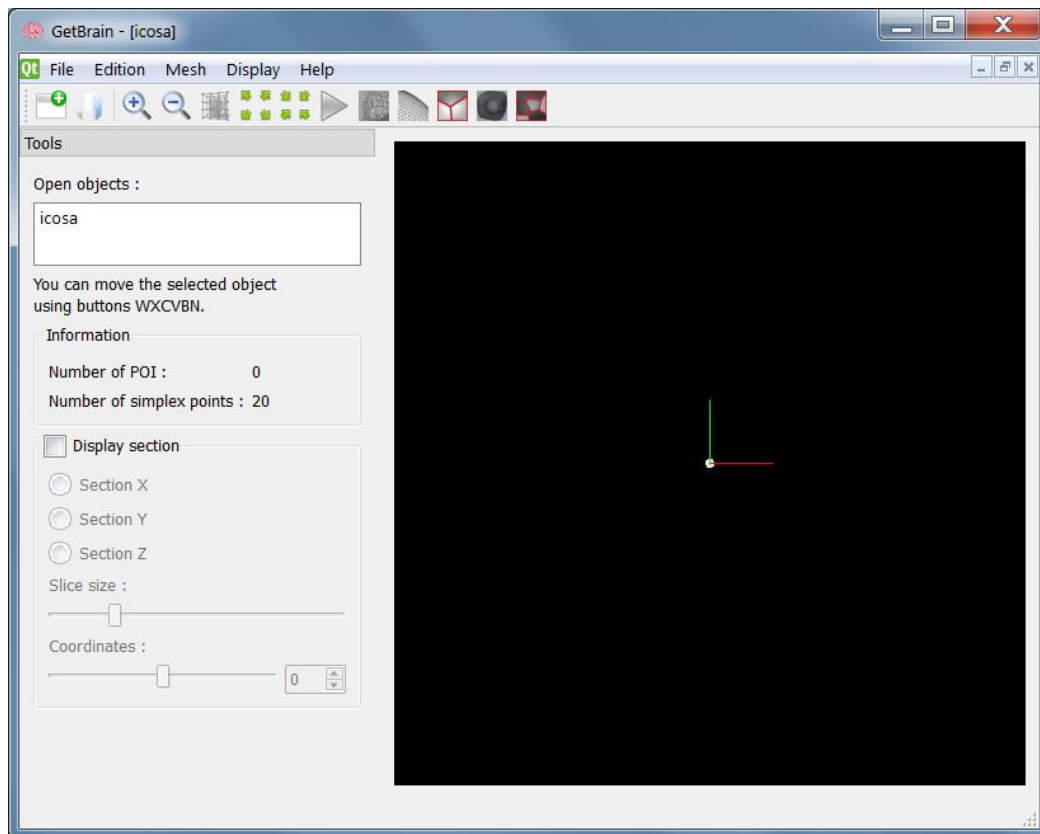 GetBrain - [icosa]
Qt File Edition Mesh Display Help
Tools
Open objects :
icosa
You can move the selected object
using buttons WXCVBN.
Information
Number of POI : 0
Number of simplex points : 20
Display section
Section X
Section Y
Section Z
Slice size :
Coordinates :
0